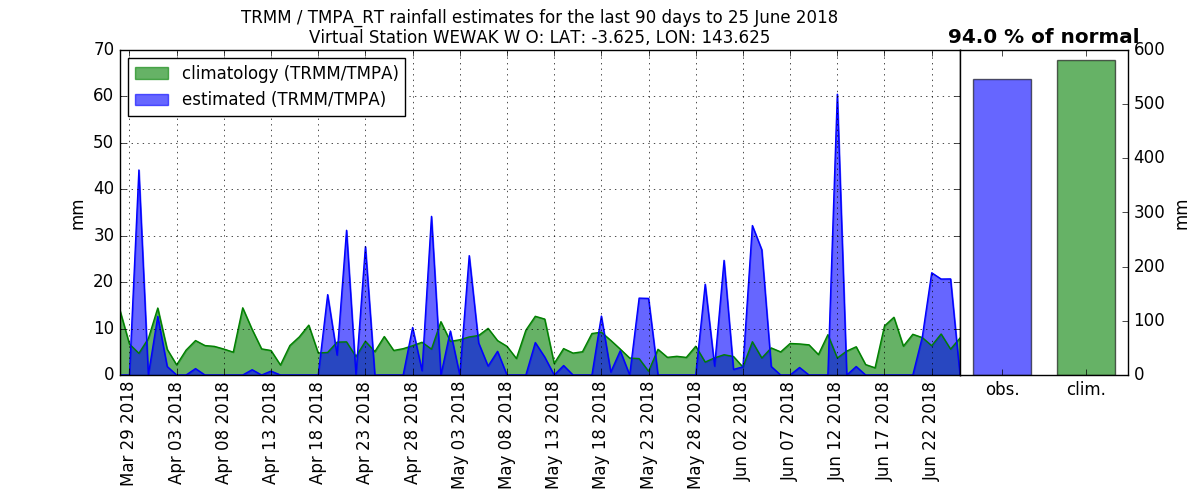 TRMM / TMPA_RT rainfall estimates for the last 90 days to 25 June 2018
Virtual Station WEWAK W O: LAT: -3.625, LON: 143.625
94.0 % of normal
climatology (TRMM/TMPA)
estimated (TRMM/TMPA)
70
60
50
40
30
20
10
0
mm
Mar 29 2018
Apr 03 2018
Apr 08 2018
Apr 13 2018
Apr 18 2018
Apr 23 2018
Apr 28 2018
May 03 2018
May 08 2018
May 13 2018
May 18 2018
May 23 2018
May 28 2018
Jun 02 2018
Jun 07 2018
Jun 12 2018
Jun 17 2018
Jun 22 2018
obs.
clim.
600
500
400
300
200
100
0
mm